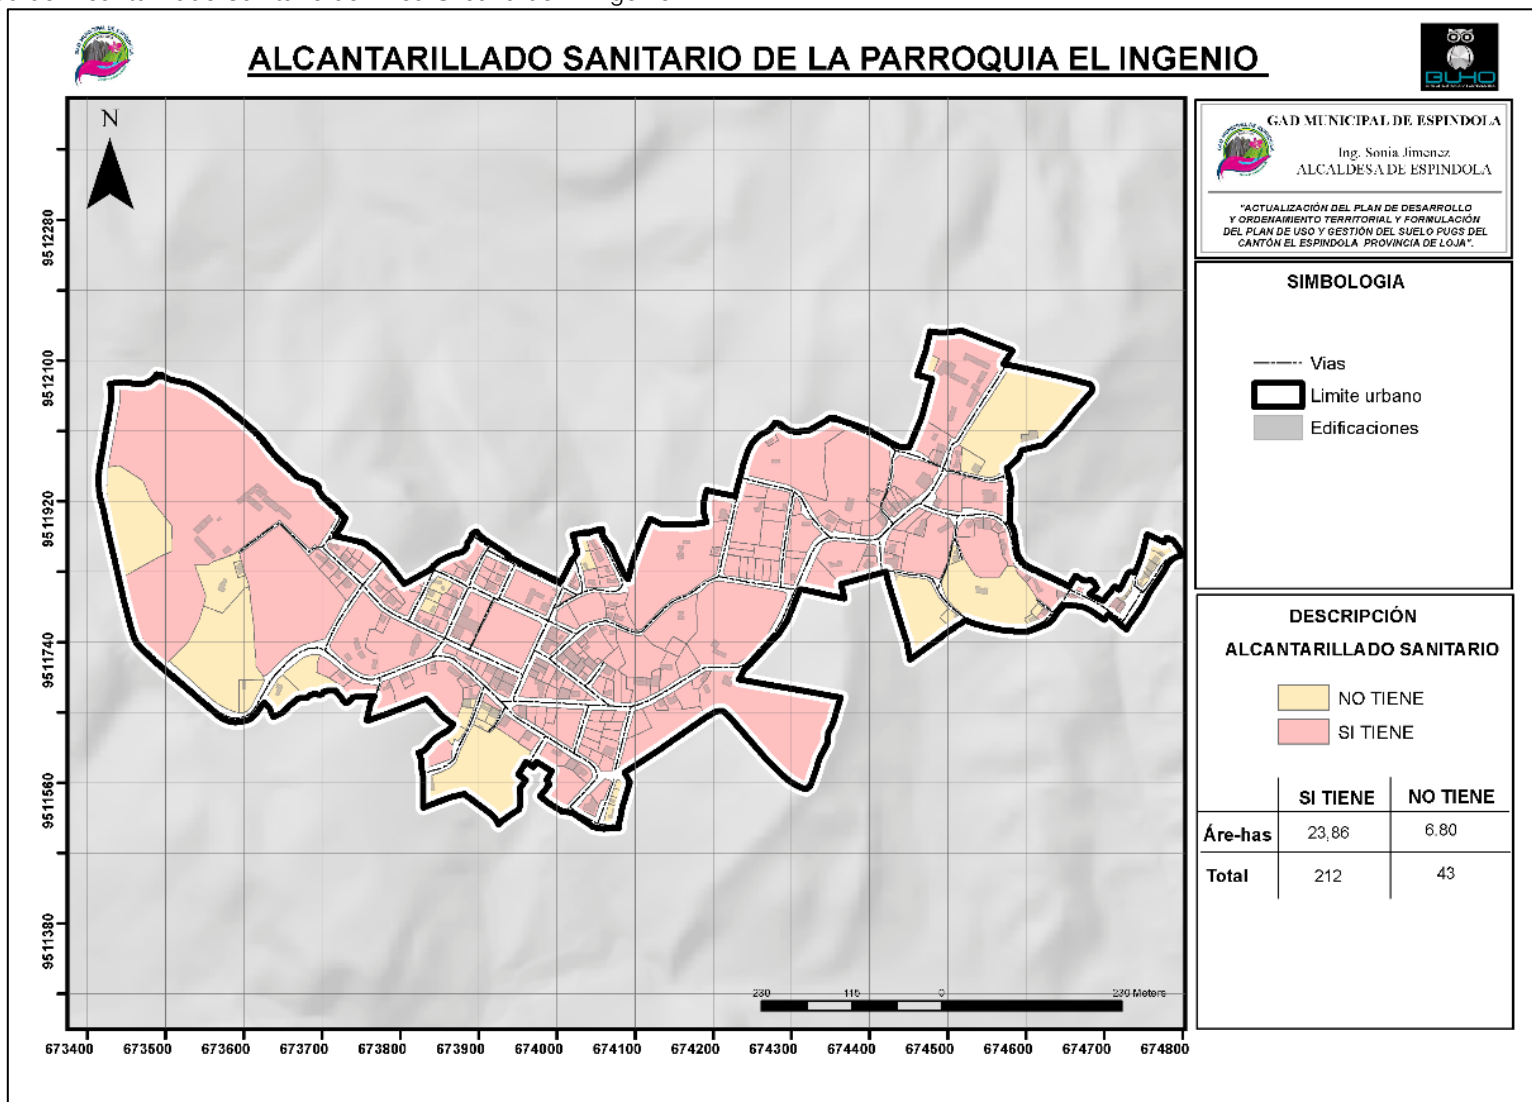 ALCANTARILLADO SANITARIO DE LA PARROQUIA EL INGENIO
BUHO
N
GAD MUNICIPAL DE ESPINDOLA
Ing. Sonia Jimenez
ALCALDESA DE ESPINDOLA
"ACTUALIZACIÓN DEL PLAN DE DESARROLLO
Y ORDENAMIENTO TERRITORIAL Y FORMULACIÓN
DEL PLAN DE USO Y GESTIÓN DEL SUELO PUGS DEL
CANTÓN EL ESPINDOLA PROVINCIA DE LOJA".
SIMBOLOGIA
Vias
Limite urbano
Edificaciones
DESCRIPCIÓN
ALCANTARILLADO SANITARIO
NO TIENE
SI TIENE
SI TIENE NO TIENE
Áre-has 23,86 6.80
Total 212 43
9512280
9512100
9511920
9511740
9511560
9511380
230 115 0 230 Meters
673400 673500 673600 673700 673800 673900 674000 674100 674200 674300 674400 674500 674600 674700 674800